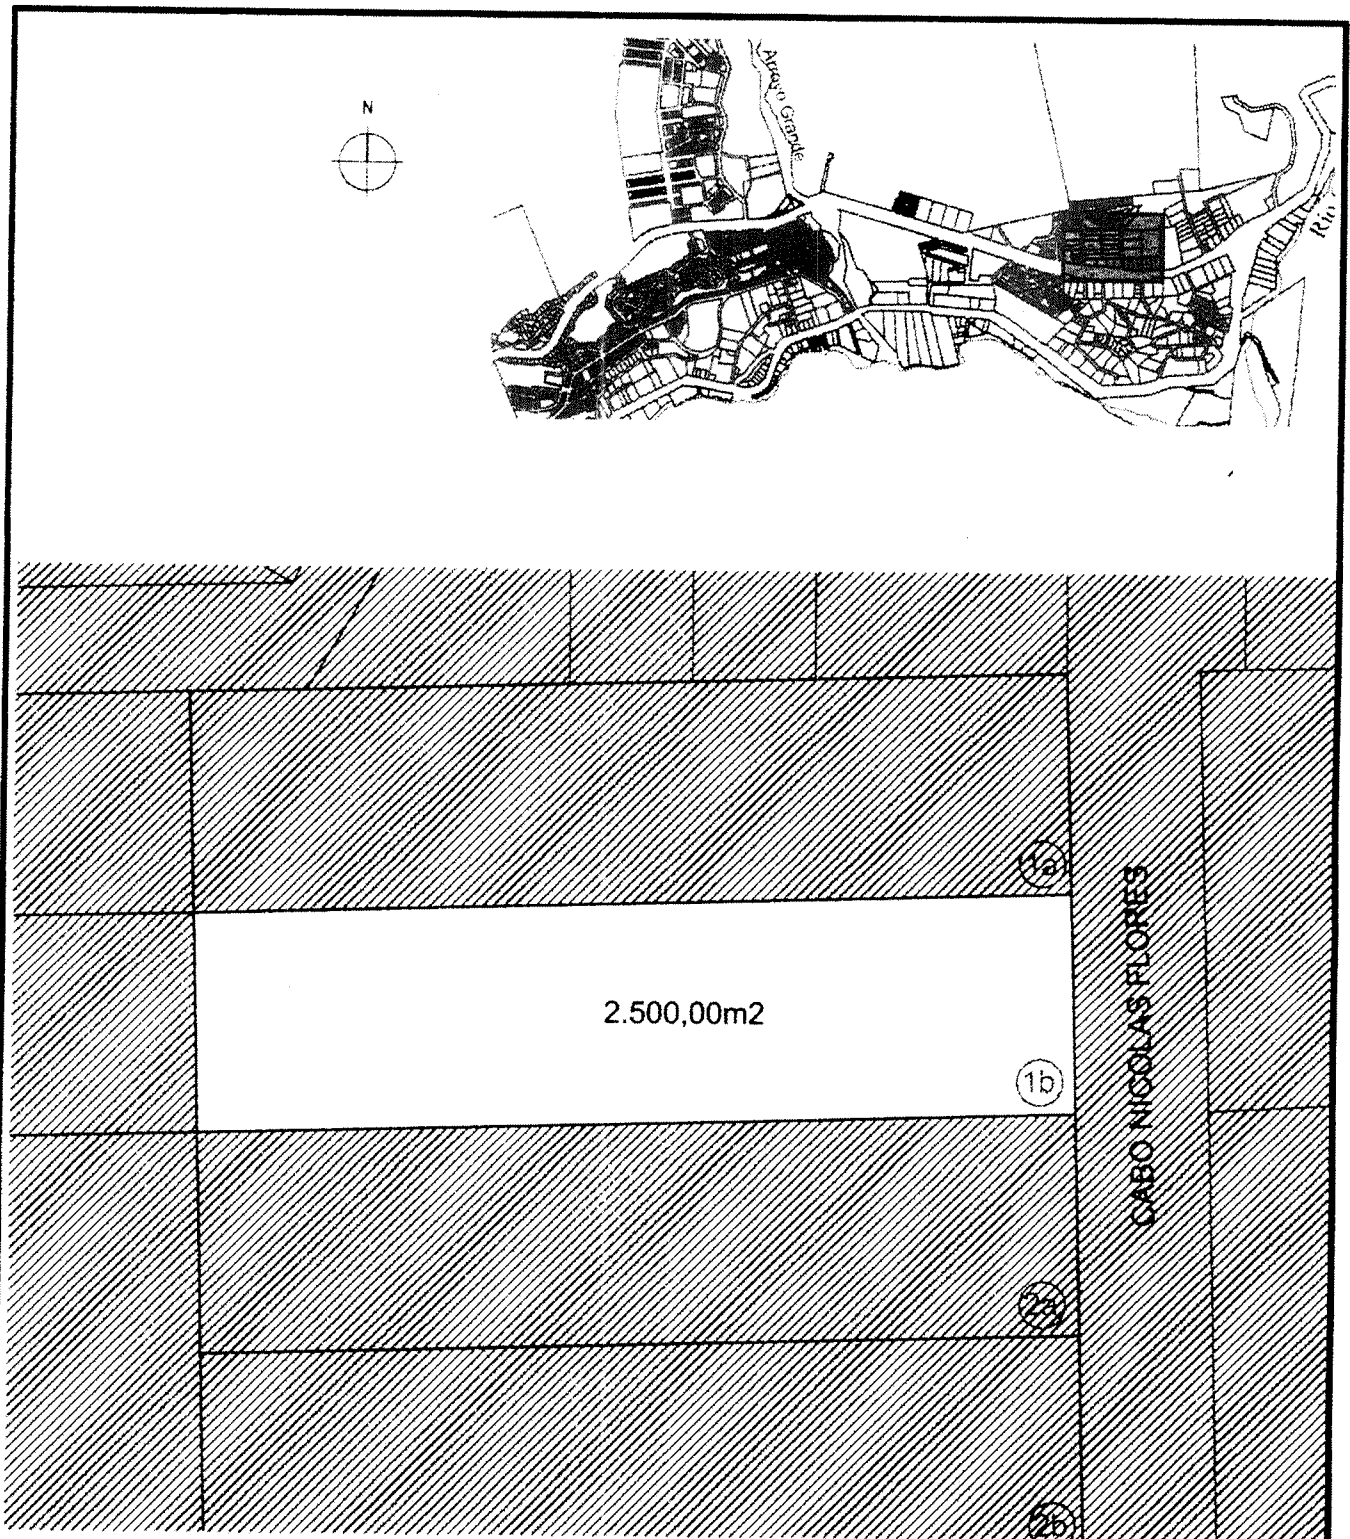 N
Arroyo Grande
Rio
1a
CABO NICOLAS FLORES
2.500,00m2
1b
2a
2b